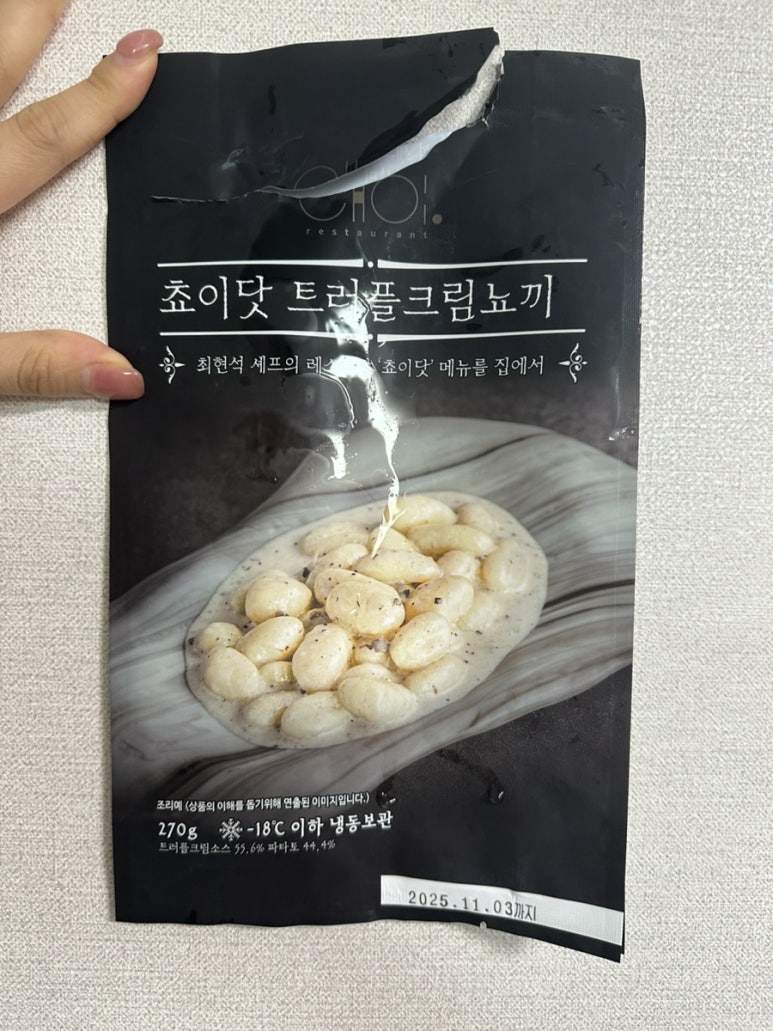 CHOI.
restaurant
쵸이닷 트러플크림뇨끼
최현석 셰프의 '쵸이닷' 메뉴를 집에서
조리예 (상품의 이해를 돕기위해 연출된 이미지입니다.)
270g -18℃ 이하 냉동보관
트러플크림소스 55.6% 파타토 44.4%
2025.11.03까지